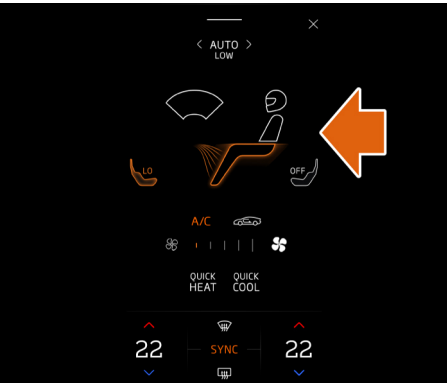 AUTO
LOW
LO
OFF
A/C
QUICK QUICK
HEAT COOL
22 SYNC 22